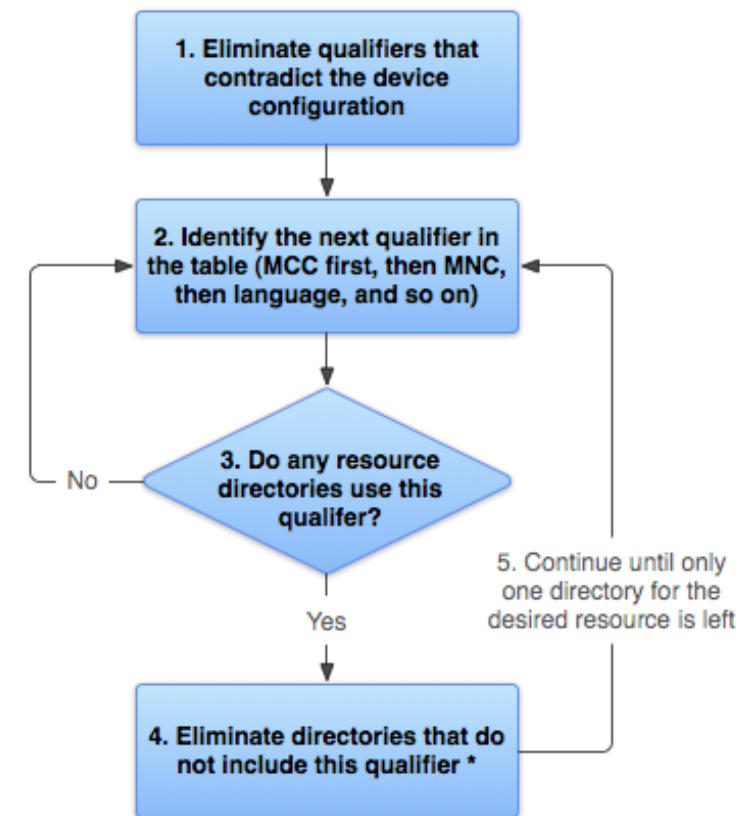 1. Eliminate qualifiers that
contradict the device
configuration
2. Identify the next qualifier in
the table (MCC first, then MNC,
then language, and so on)
3. Do any resource
directories use this
qualifer?
No
Yes
5. Continue until only
one directory for the
desired resource is left
4. Eliminate directories that do
not include this qualifier *